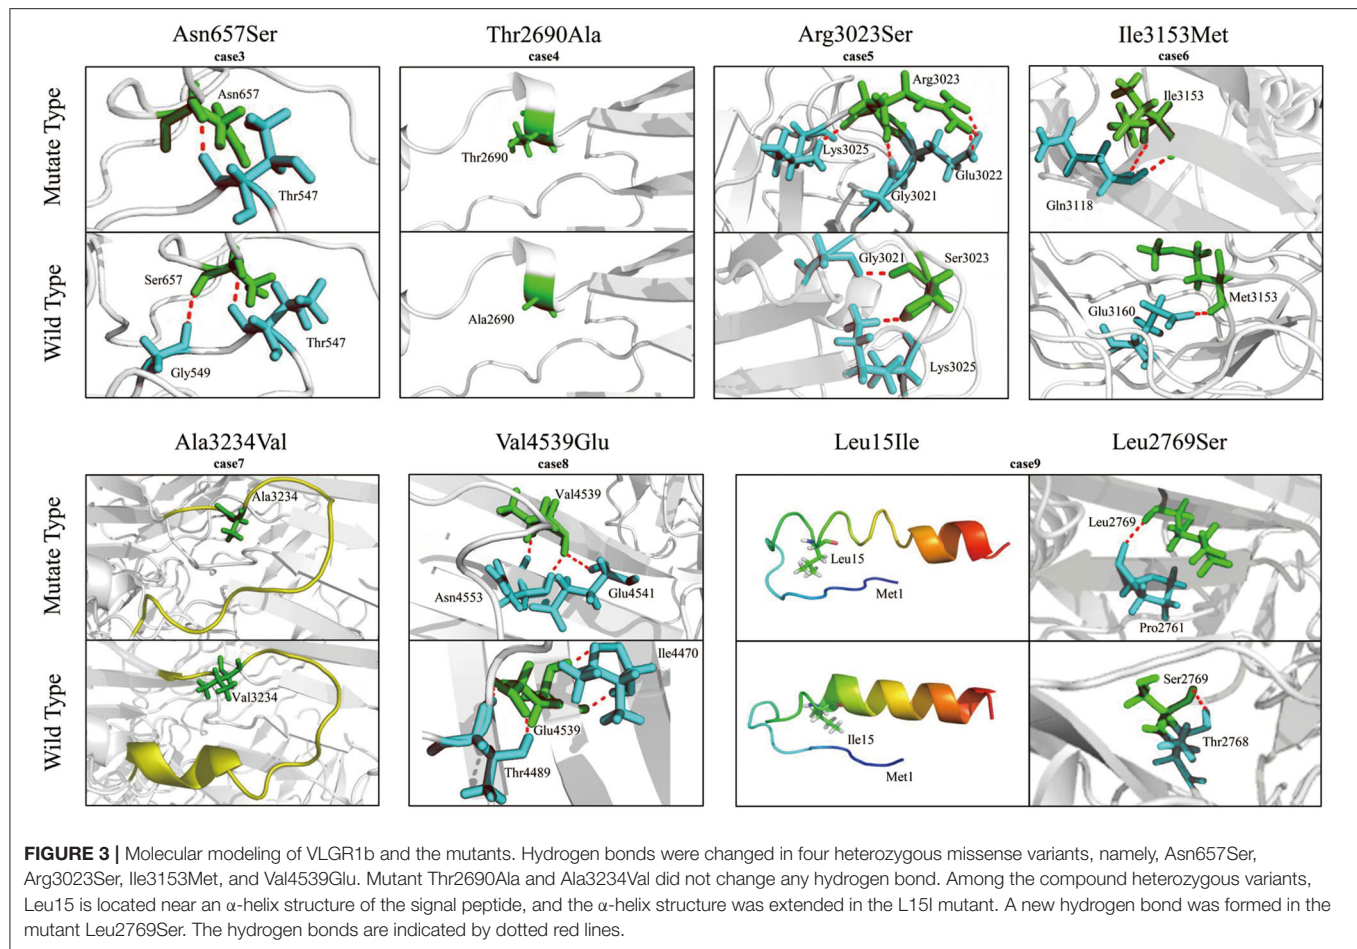 Asn657Ser
case3
Thr2690Ala
case4
Arg3023Ser
case5
Ile3153Met
case6
Mutate Type
Asn657
Thr547
Thr2690
Arg3023
Lys3025
Glu3022
Gly3021
Ile3153
Gln3118
Wild Type
Ser657
Thr547
Gly549
Ala2690
Gly3021
Ser3023
Lys3025
Glu3160
Met3153
Ala3234Val
case7
Val4539Glu
case8
Leu15Ile
case9
Leu2769Ser
Mutate Type
Ala3234
Val4539
Asn4553
Glu4541
Leu15
Met1
Leu2769
Pro2761
Wild Type
Val3234
Ile4470
Glu4539
Thr4489
Ile15
Met1
Ser2769
Thr2768
FIGURE 3 | Molecular modeling of VLGR1b and the mutants. Hydrogen bonds were changed in four heterozygous missense variants, namely, Asn657Ser,
Arg3023Ser, Ile3153Met, and Val4539Glu. Mutant Thr2690Ala and Ala3234Val did not change any hydrogen bond. Among the compound heterozygous variants,
Leu15 is located near an α-helix structure of the signal peptide, and the α-helix structure was extended in the L15I mutant. A new hydrogen bond was formed in the
mutant Leu2769Ser. The hydrogen bonds are indicated by dotted red lines.